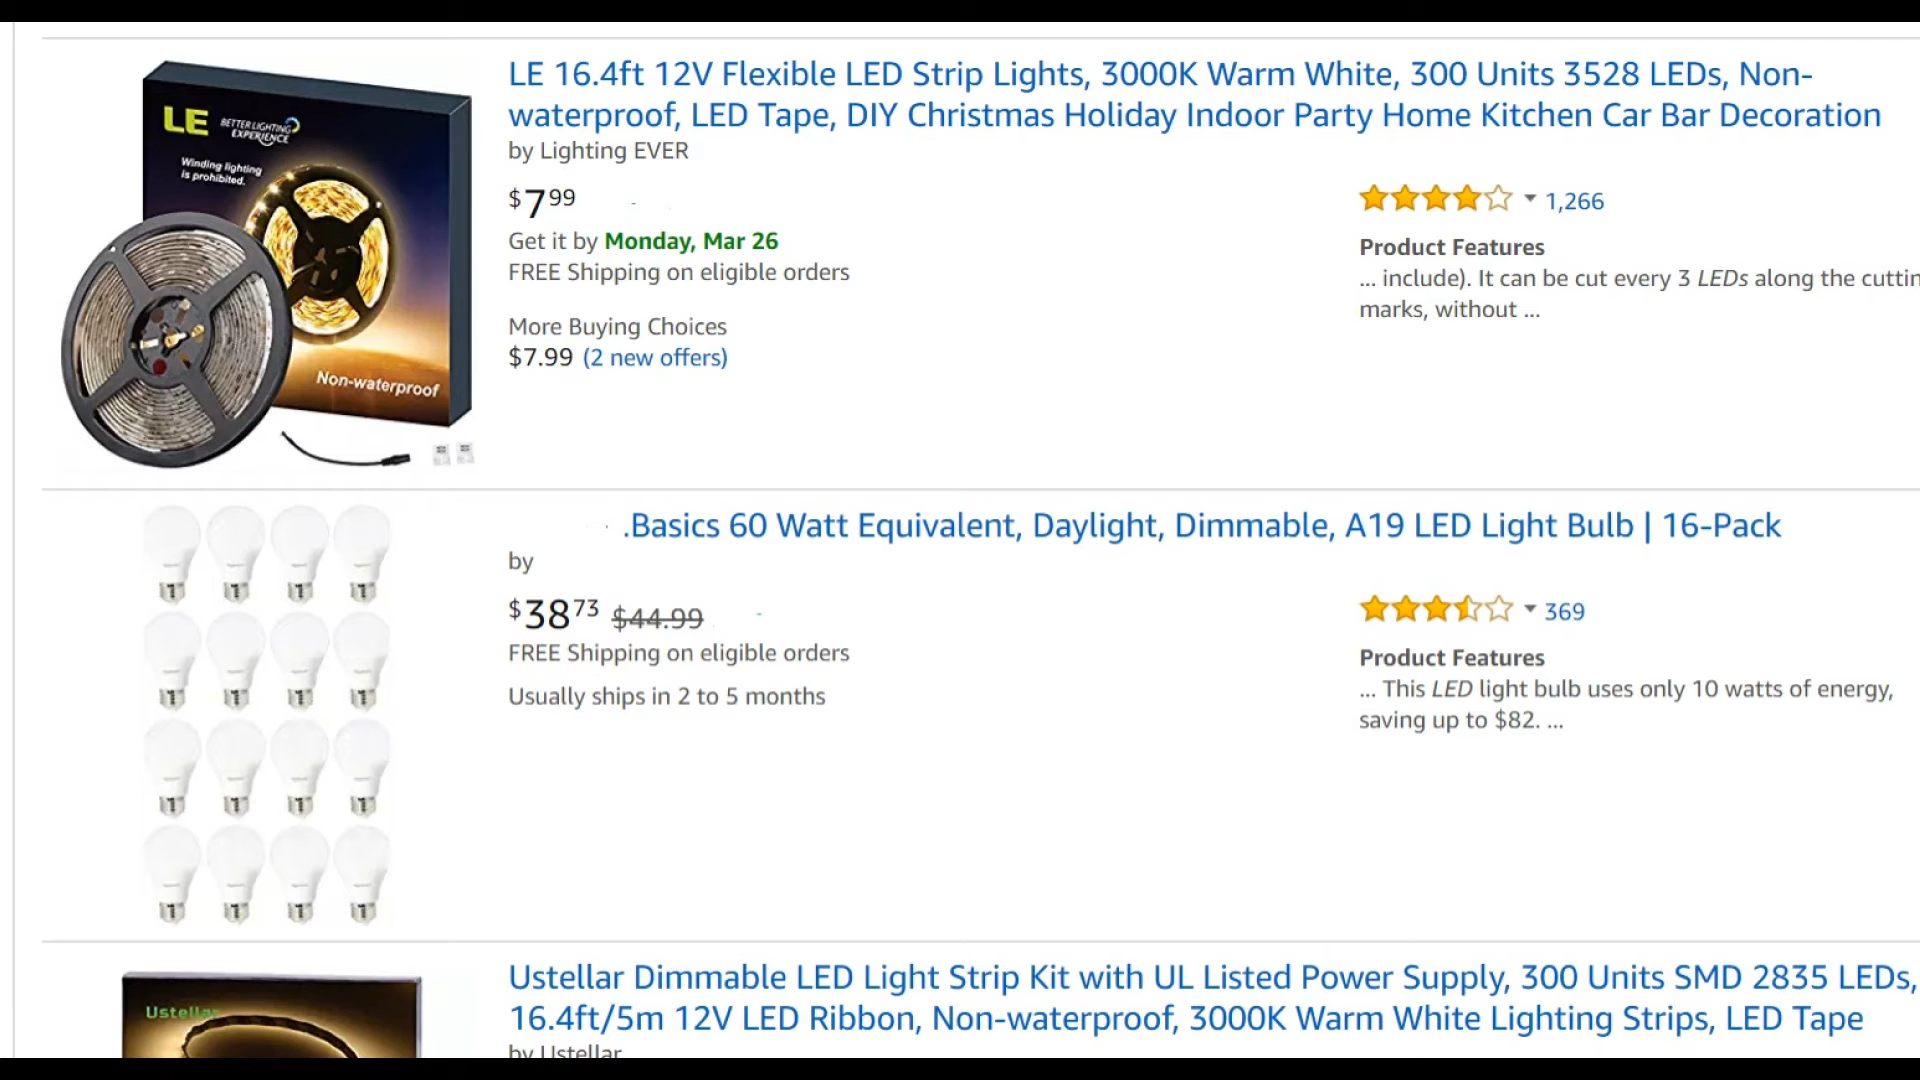 LE 16.4ft 12V Flexible LED Strip Lights, 3000K Warm White, 300 Units 3528 LEDs, Non-
waterproof, LED Tape, DIY Christmas Holiday Indoor Party Home Kitchen Car Bar Decoration
by Lighting EVER
LE BETTER LIGHTING
EXPERIENCE
Winding lighting
is prohibited.
Non-waterproof
$7.99
Get it by Monday, Mar 26
FREE Shipping on eligible orders
More Buying Choices
$7.99 (2 new offers)
1,266
Product Features
... include). It can be cut every 3 LEDs along the cuttin
marks, without ...
.Basics 60 Watt Equivalent, Daylight, Dimmable, A19 LED Light Bulb | 16-Pack
by
$38.73 $44.99
FREE Shipping on eligible orders
Usually ships in 2 to 5 months
369
Product Features
... This LED light bulb uses only 10 watts of energy,
saving up to $82. ...
Ustellar
Ustellar Dimmable LED Light Strip Kit with UL Listed Power Supply, 300 Units SMD 2835 LEDs,
16.4ft/5m 12V LED Ribbon, Non-waterproof, 3000K Warm White Lighting Strips, LED Tape
by Ustellar